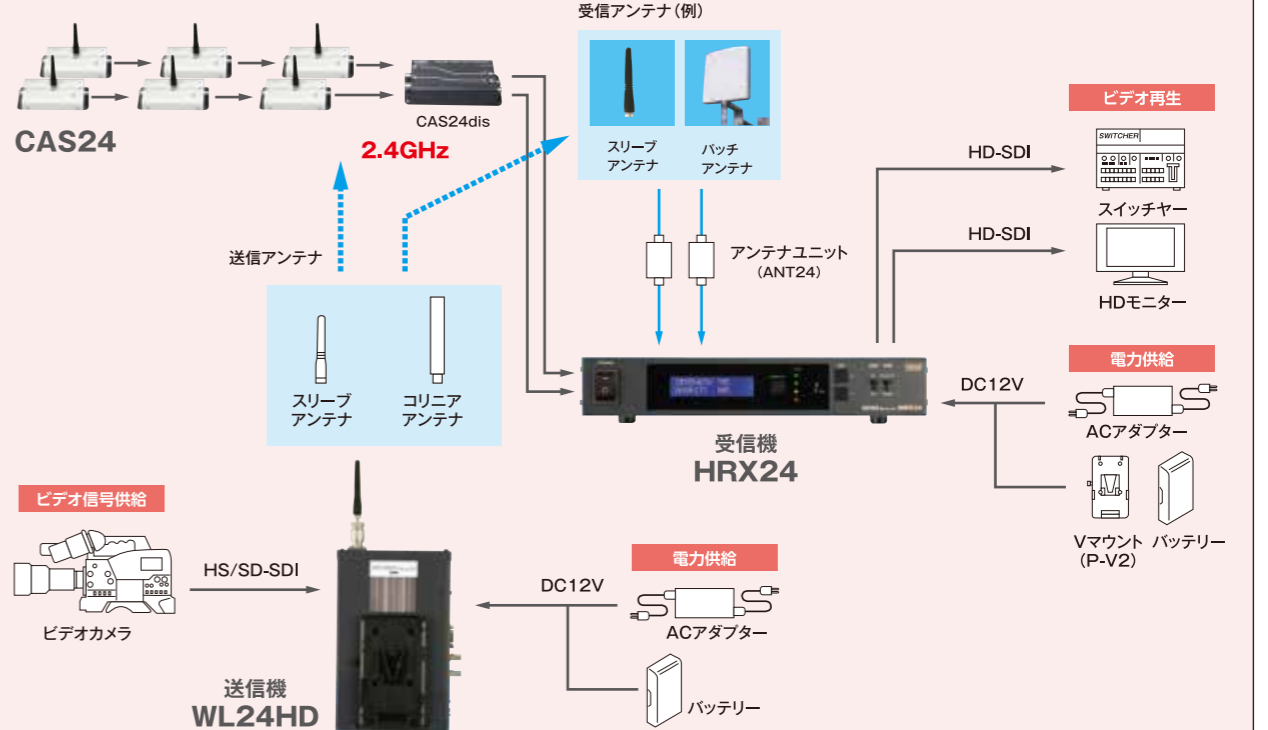 受信アンテナ（例）
CAS24
CAS24dis
2.4GHz
スリーブ
アンテナ
パッチ
アンテナ
送信アンテナ
アンテナユニット
（ANT24）
スリーブ
アンテナ
コリニア
アンテナ
HD-SDI
HD-SDI
ビデオ再生
SWITCHER
スイッチャー
HDモニター
電力供給
DC12V
ACアダプター
Vマウント
（P-V2）
バッテリー
受信機
HRX24
ビデオ信号供給
HS/SD-SDI
ビデオカメラ
送信機
WL24HD
電力供給
DC12V
ACアダプター
バッテリー